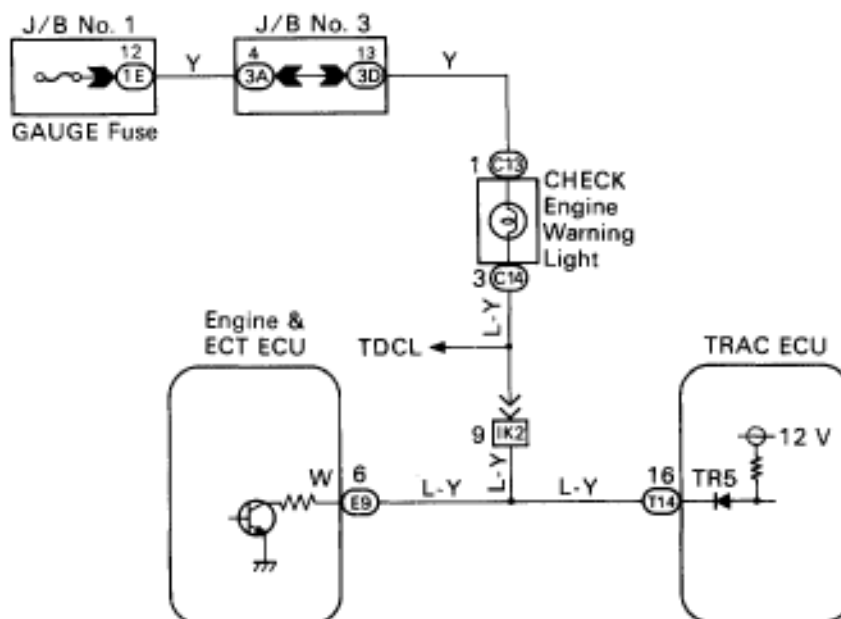 J/B No. 1
J/B No. 3
12
1E
Y
4
3A
13
3D
Y
GAUGE Fuse
1
C13
CHECK
Engine
Warning
Light
3
C14
L-Y
Engine &
ECT ECU
TDCL
TRAC ECU
9
IK2
12 V
L-Y
W
6
E9
L-Y
L-Y
16
T14
TR5